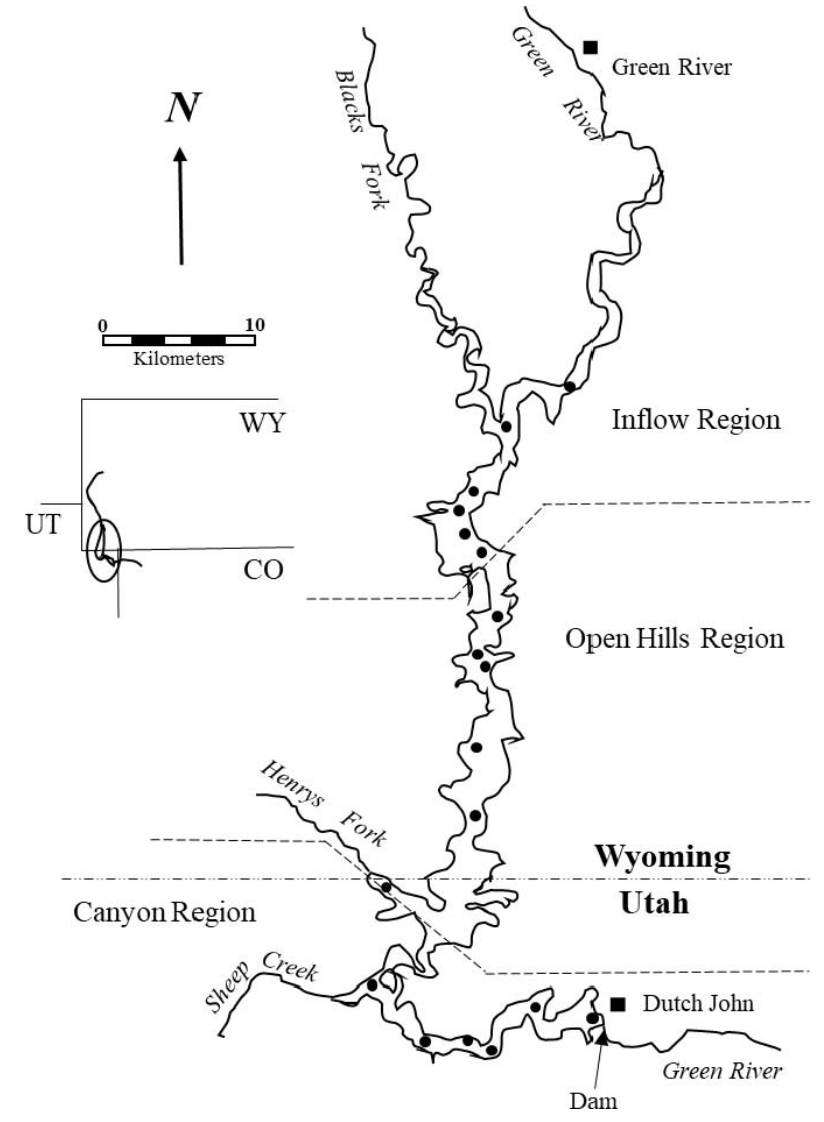 Green River
Green River
Blacks Fork
N
0 10
Kilometers
WY
UT
CO
Inflow Region
Open Hills Region
Henrys Fork
Wyoming
Utah
Canyon Region
Sheep Creek
Dutch John
Green River
Dam